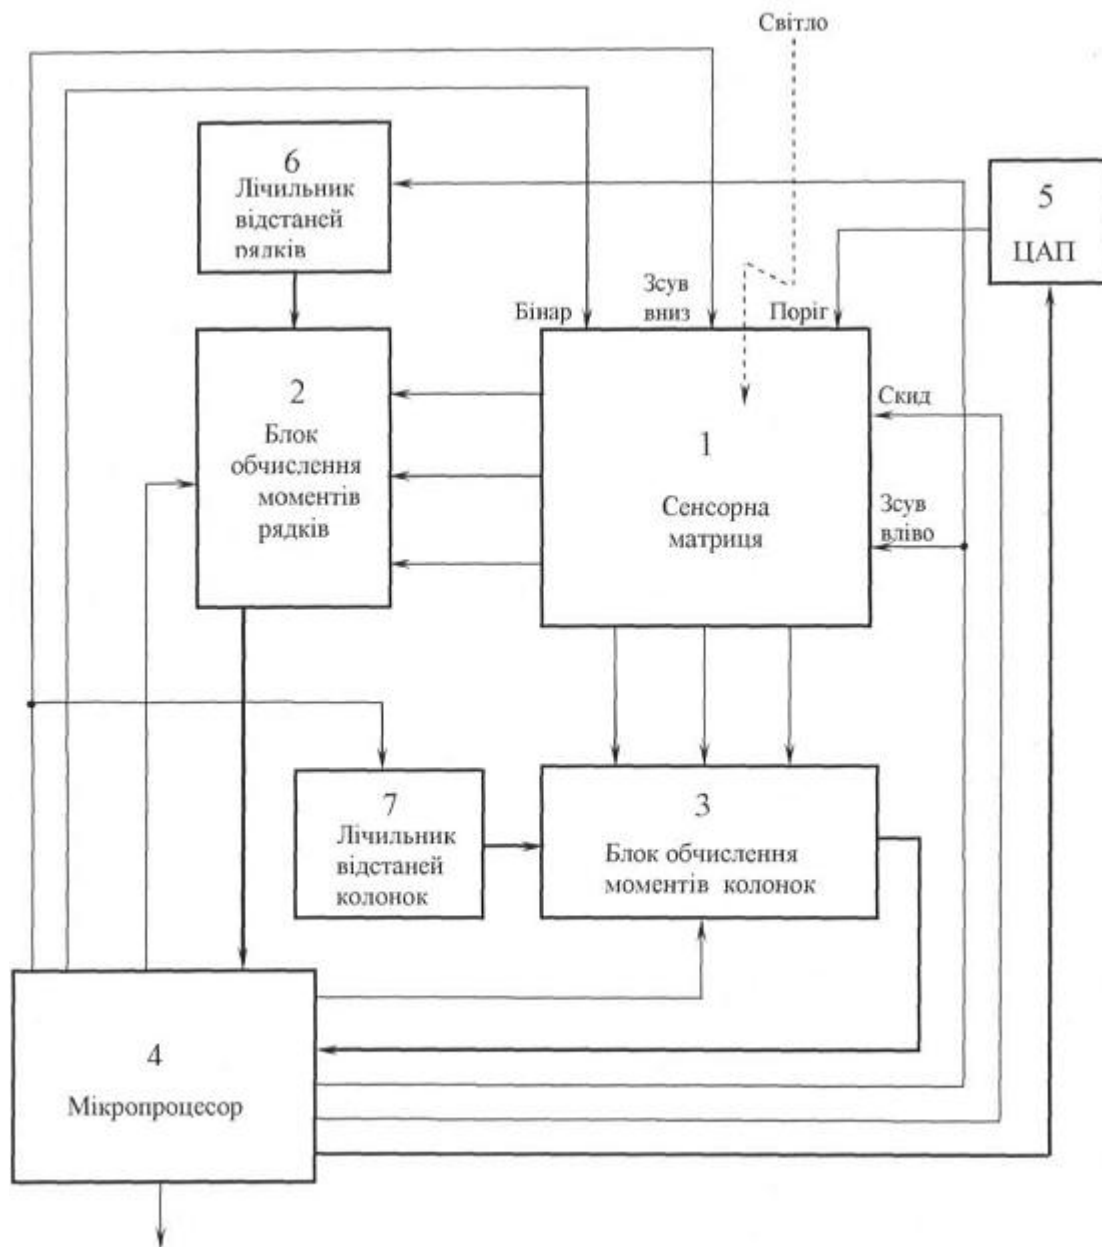 Світло
6
Лічильник
відстаней
рядків
5
ЦАП
Бінар
Зсув
вниз
Поріг
2
Блок
обчислення
моментів
рядків
1
Сенсорна
матриця
Скид
Зсув
вліво
7
Лічильник
відстаней
колонок
3
Блок обчислення
моментів колонок
4
Мікропроцесор